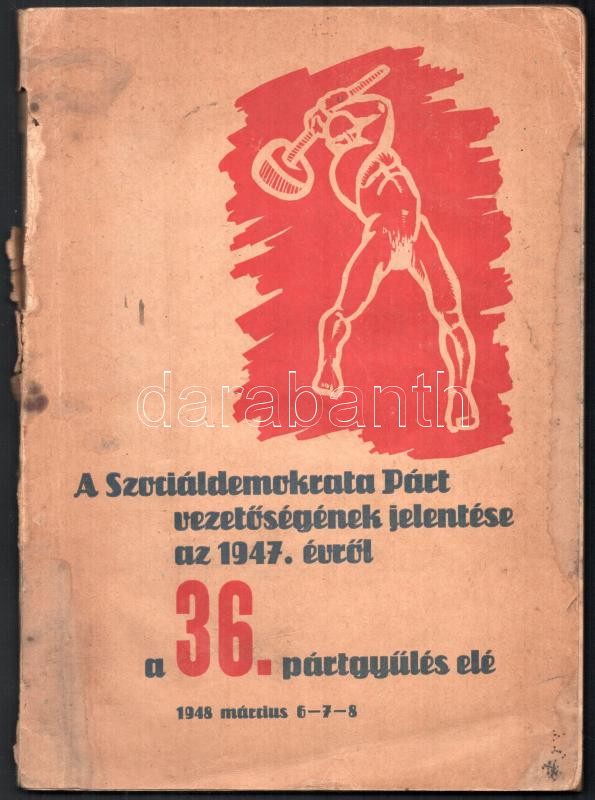 darabanth
A Szociáldemokrata Párt
vezetőségének jelentése
az 1947. évről
a 36. pártgyűlés elé
1948 március 6–7–8